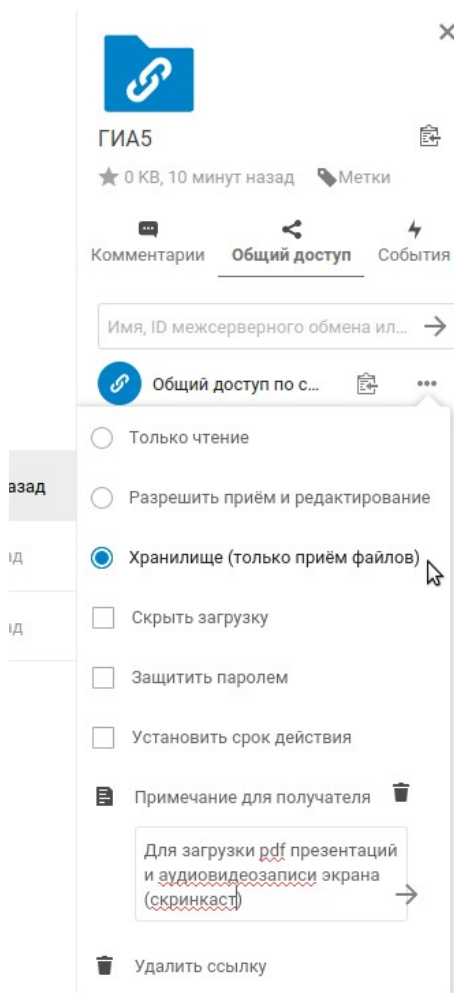 ГИА5
0 KB, 10 минут назад Метки
Комментарии Общий доступ События
Имя, ID межсерверного обмена ил...
Общий доступ по с...
Только чтение
азад
Разрешить приём и редактирование
ад
Хранилище (только приём файлов)
ад
Скрыть загрузку
Защитить паролем
Установить срок действия
Примечание для получателя
Для загрузки pdf презентаций
и аудиовидеозаписи экрана
(скринкаст)
Удалить ссылку